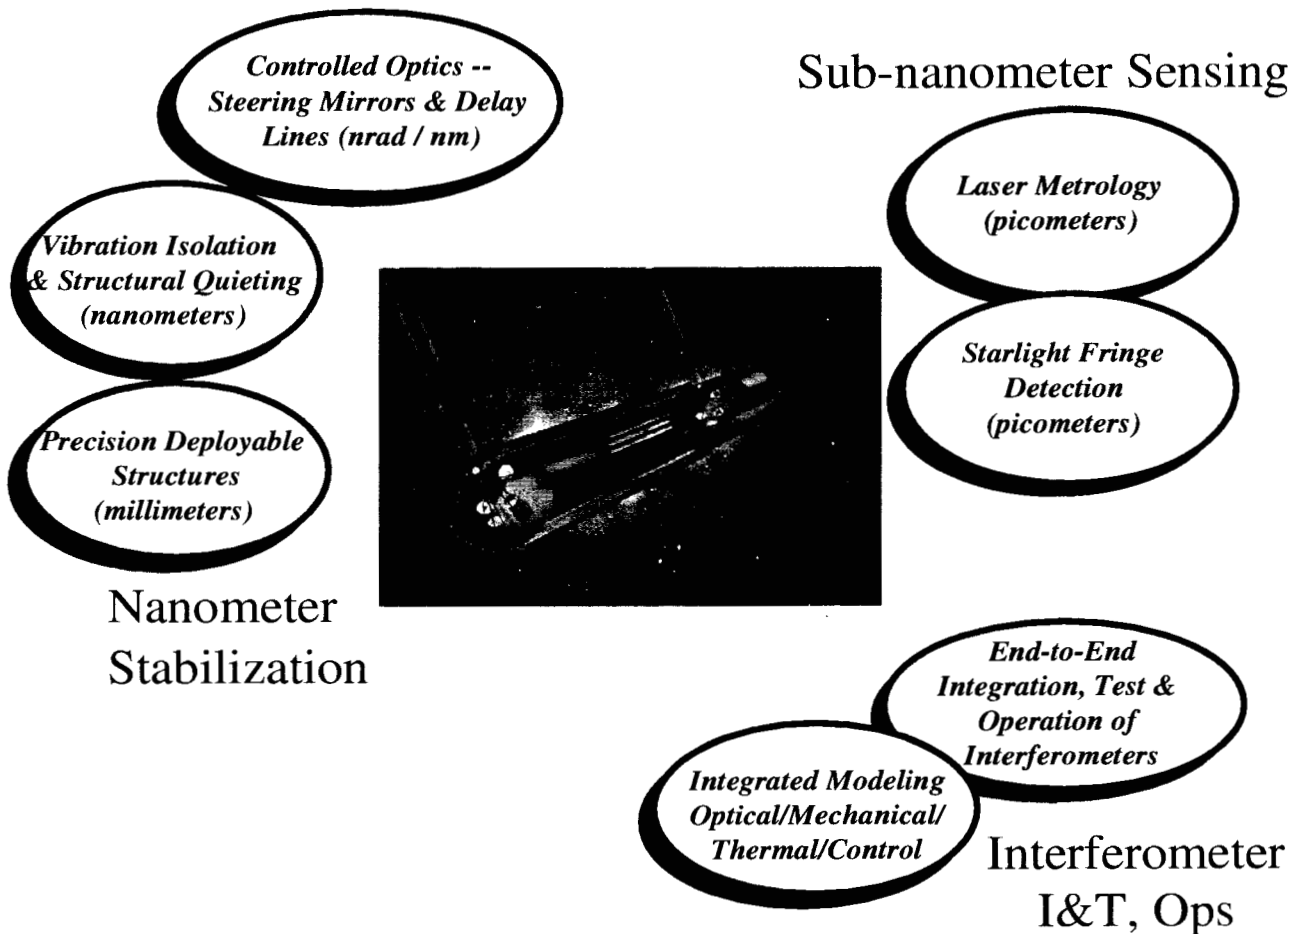 Controlled Optics --
Steering Mirrors & Delay
Lines (nrad / nm)
Vibration Isolation
& Structural Quieting
(nanometers)
Precision Deployable
Structures
(millimeters)
Nanometer
Stabilization
Sub-nanometer Sensing
Laser Metrology
(picometers)
Starlight Fringe
Detection
(picometers)
End-to-End
Integration, Test &
Operation of
Interferometers
Integrated Modeling
Optical/Mechanical/
Thermal/Control
Interferometer
I&T, Ops